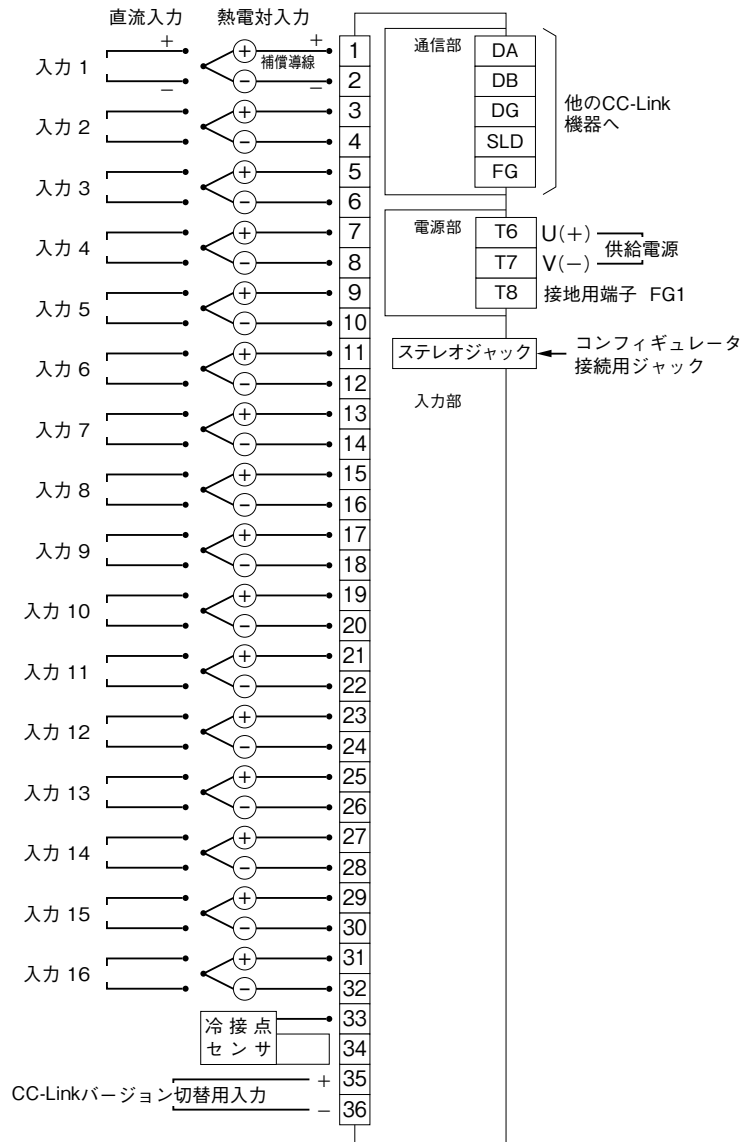 直流入力 熱電対入力
入力 1 + − + − + 補償導線 − 1 2
入力 2 + − 3 4
入力 3 + − 5 6
入力 4 + − 7 8
入力 5 + − 9 10
入力 6 + − 11 12
入力 7 + − 13 14
入力 8 + − 15 16
入力 9 + − 17 18
入力 10 + − 19 20
入力 11 + − 21 22
入力 12 + − 23 24
入力 13 + − 25 26
入力 14 + − 27 28
入力 15 + − 29 30
入力 16 + − 31 32
冷接点
センサ
33
34
CC-Linkバージョン切替用入力 + − 35 36
通信部
DA
DB
DG
SLD
FG
他のCC-Link
機器へ
電源部
T6 U(+)
T7 V(−)
供給電源
T8 接地用端子 FG1
ステレオジャック
コンフィギュレータ
接続用ジャック
入力部